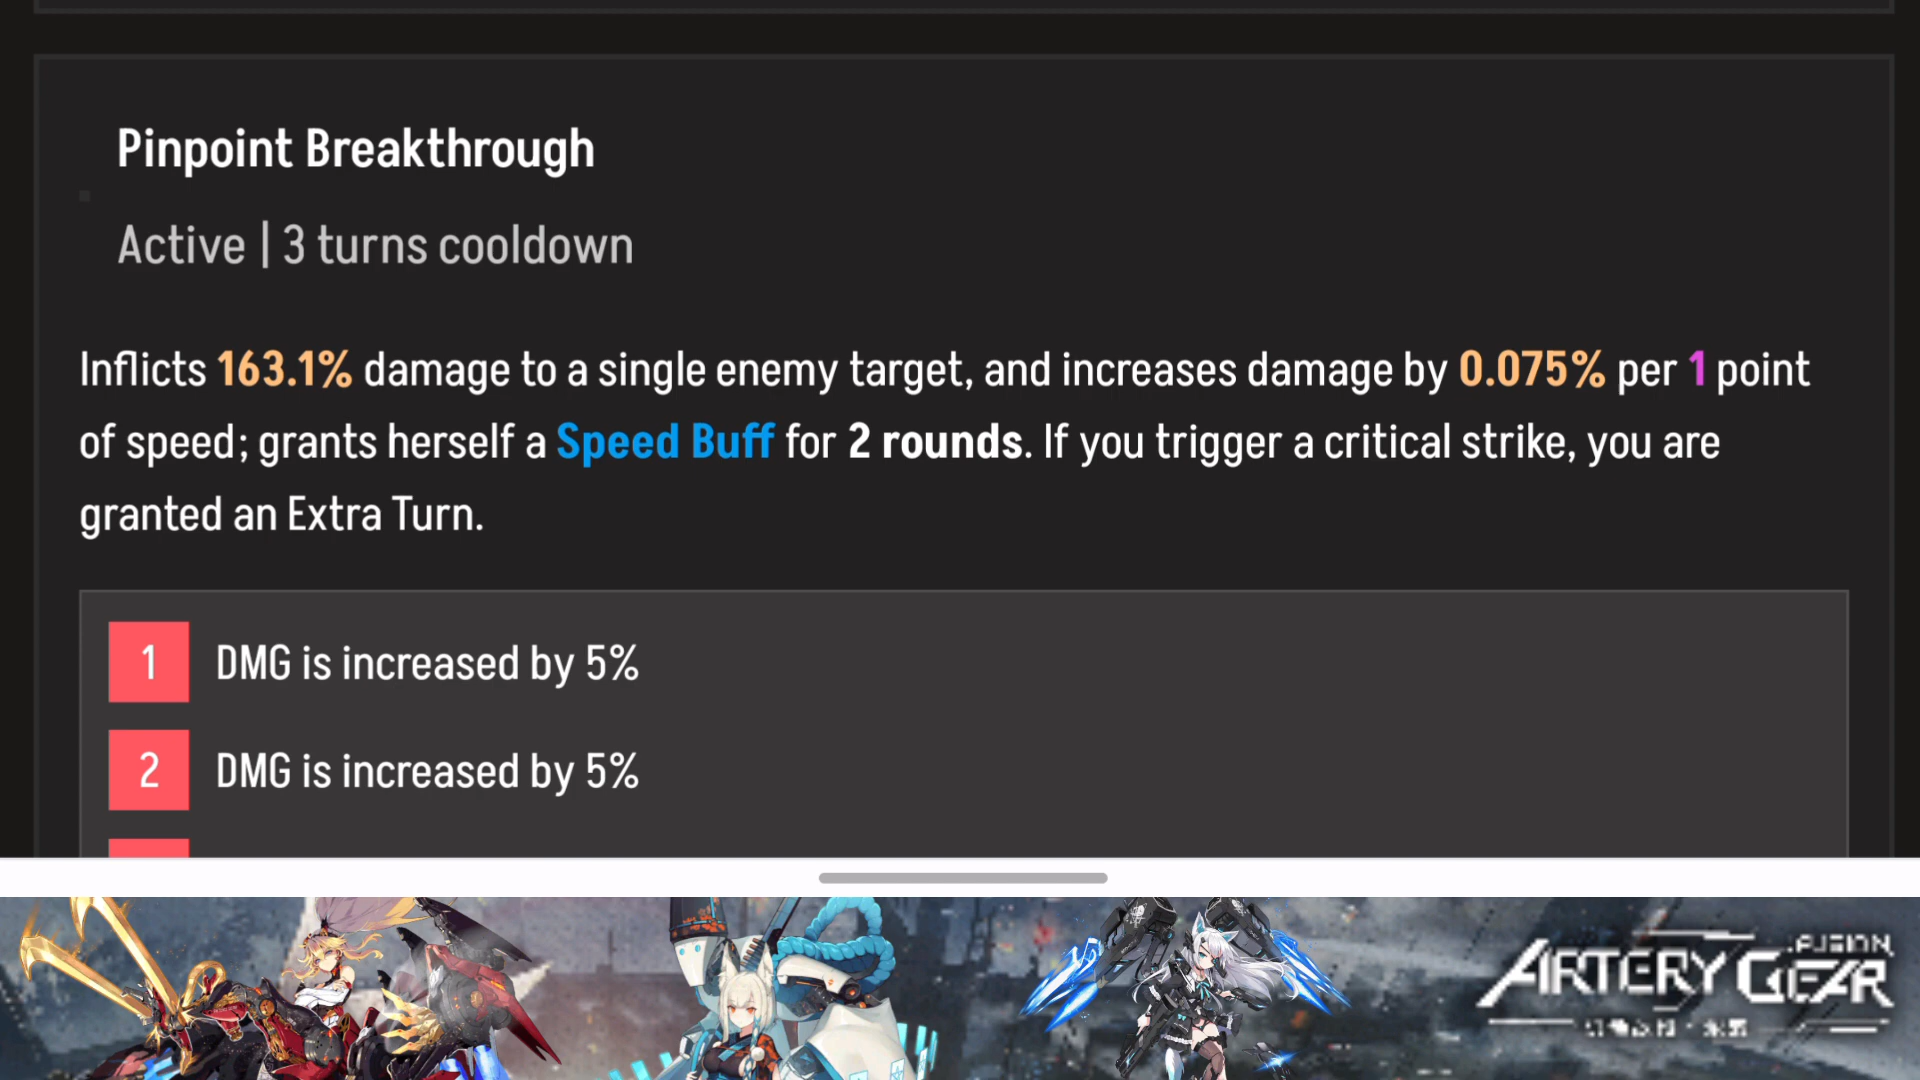 Pinpoint Breakthrough
Active | 3 turns cooldown
Inflicts 163.1% damage to a single enemy target, and increases damage by 0.075% per 1 point
of speed; grants herself a Speed Buff for 2 rounds. If you trigger a critical strike, you are
granted an Extra Turn.
1 DMG is increased by 5%
2 DMG is increased by 5%
FUSION
ARTERY GEAR